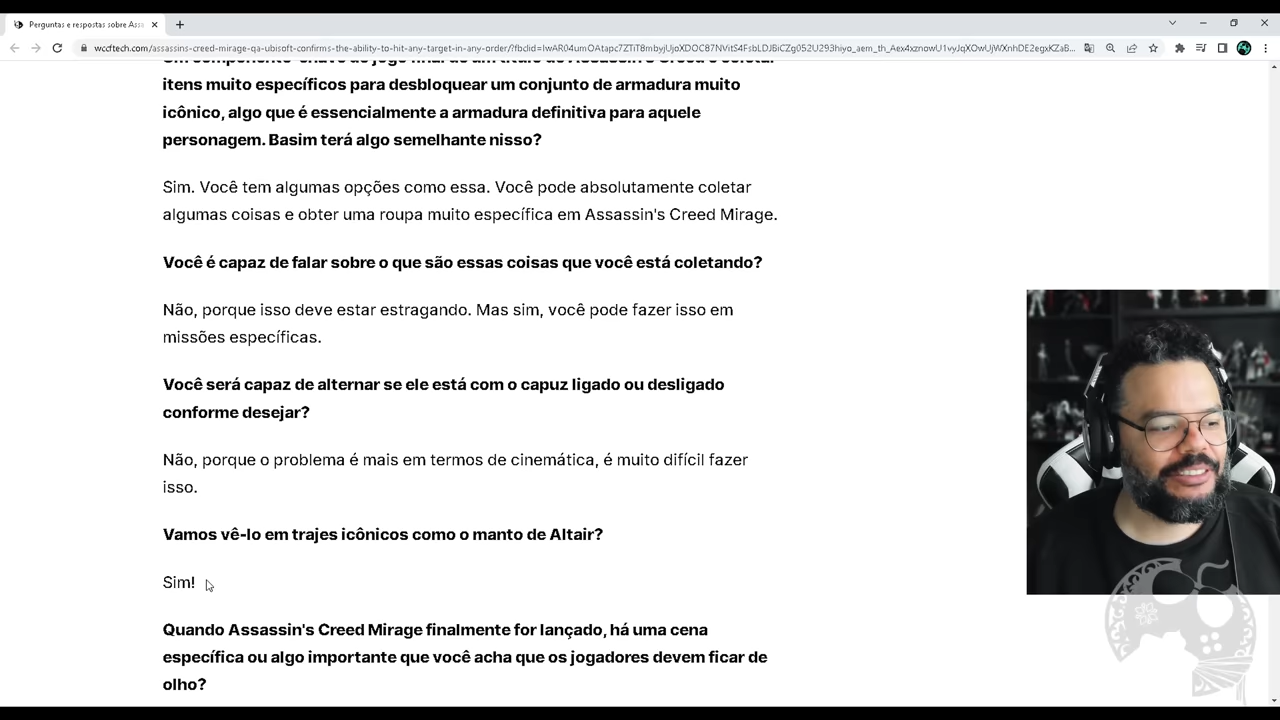 Perguntas e respostas sobre Assa
wccftech.com/assassins-creed-mirage-qa-ubisoft-confirms-the-ability-to-hit-any-target-in-any-order/?fbclid=IwAR04umOAtapc7ZTiT8mbyjUjoXDOC87NVitS4FsbLDJBiCZg052U293hiyo_aem_th_Aex4xznowU1vyJqXOwUjWXnhDE2egxKZaB...
itens muito específicos para desbloquear um conjunto de armadura muito
icônico, algo que é essencialmente a armadura definitiva para aquele
personagem. Basim terá algo semelhante nisso?
Sim. Você tem algumas opções como essa. Você pode absolutamente coletar
algumas coisas e obter uma roupa muito específica em Assassin's Creed Mirage.
Você é capaz de falar sobre o que são essas coisas que você está coletando?
Não, porque isso deve estar estragando. Mas sim, você pode fazer isso em
missões específicas.
Você será capaz de alternar se ele está com o capuz ligado ou desligado
conforme desejar?
Não, porque o problema é mais em termos de cinemática, é muito difícil fazer
isso.
Vamos vê-lo em trajes icônicos como o manto de Altair?
Sim!
Quando Assassin's Creed Mirage finalmente for lançado, há uma cena
específica ou algo importante que você acha que os jogadores devem ficar de
olho?